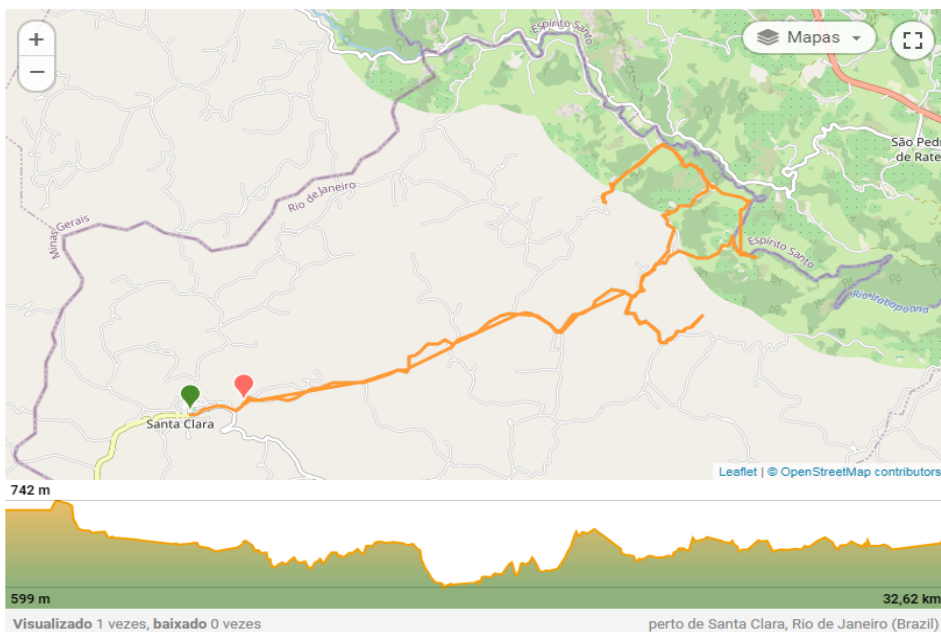 +
−
Espírito Santo
Mapas
São Pedr
de Rate
Rio de Janeiro
Minas Gerais
Espírito Santo
Rio Itabapoana
Santa Clara
Leaflet | © OpenStreetMap contributors
742 m
599 m
32,62 km
Visualizado 1 vezes, baixado 0 vezes
perto de Santa Clara, Rio de Janeiro (Brazil)